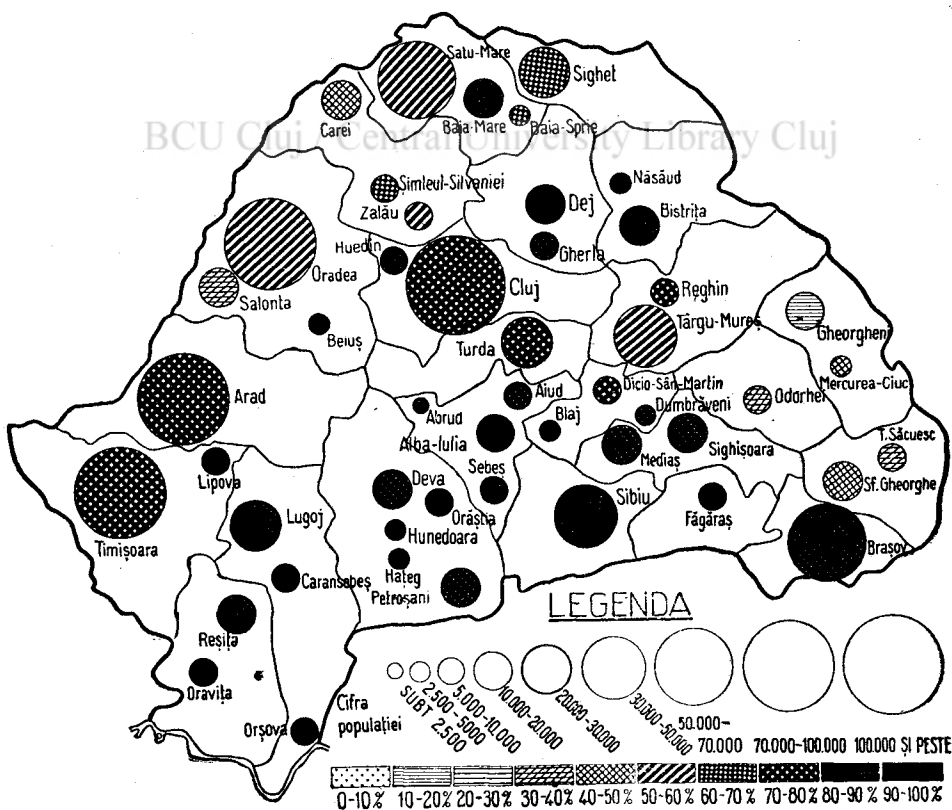 Satu-Mare
Sighet
Carei
Baia-Mare
Baia-Sprie
BCU Cluj / Central University Library Cluj
Șimleul-Silvaniei
Năsăud
Zalău
Dej
Bistrița
Huedin
Gherla
Oradea
Cluj
Reghin
Salonta
Târgu-Mureș
Gheorgheni
Beiuș
Turda
Mercurea-Ciuc
Arad
Aiud
Dicio-Sân-Martin
Odorhei
Abrud
Blaj
Dumbrăveni
Alba-Iulia
T. Săcuesc
Sighișoara
Sebeș
Mediaș
Lipova
Deva
Sf. Gheorghe
Sibiu
Orăștia
Lugoj
Făgăraș
Hunedoara
Timișoara
Brașov
Caransebeș
Hațeg
Petroșani
LEGENDA
Reșița
Oravița
Cifra
populației
Orșova
SUBT 2.500
2.500-5000
5.000-10.000
10.000-20.000
20.000-30.000
30.000-50.000
50.000-
70.000
70.000-100.000
100.000 ȘI PESTE
0-10% 10-20% 20-30% 30-40% 40-50% 50-60% 60-70% 70-80% 80-90% 90-100%